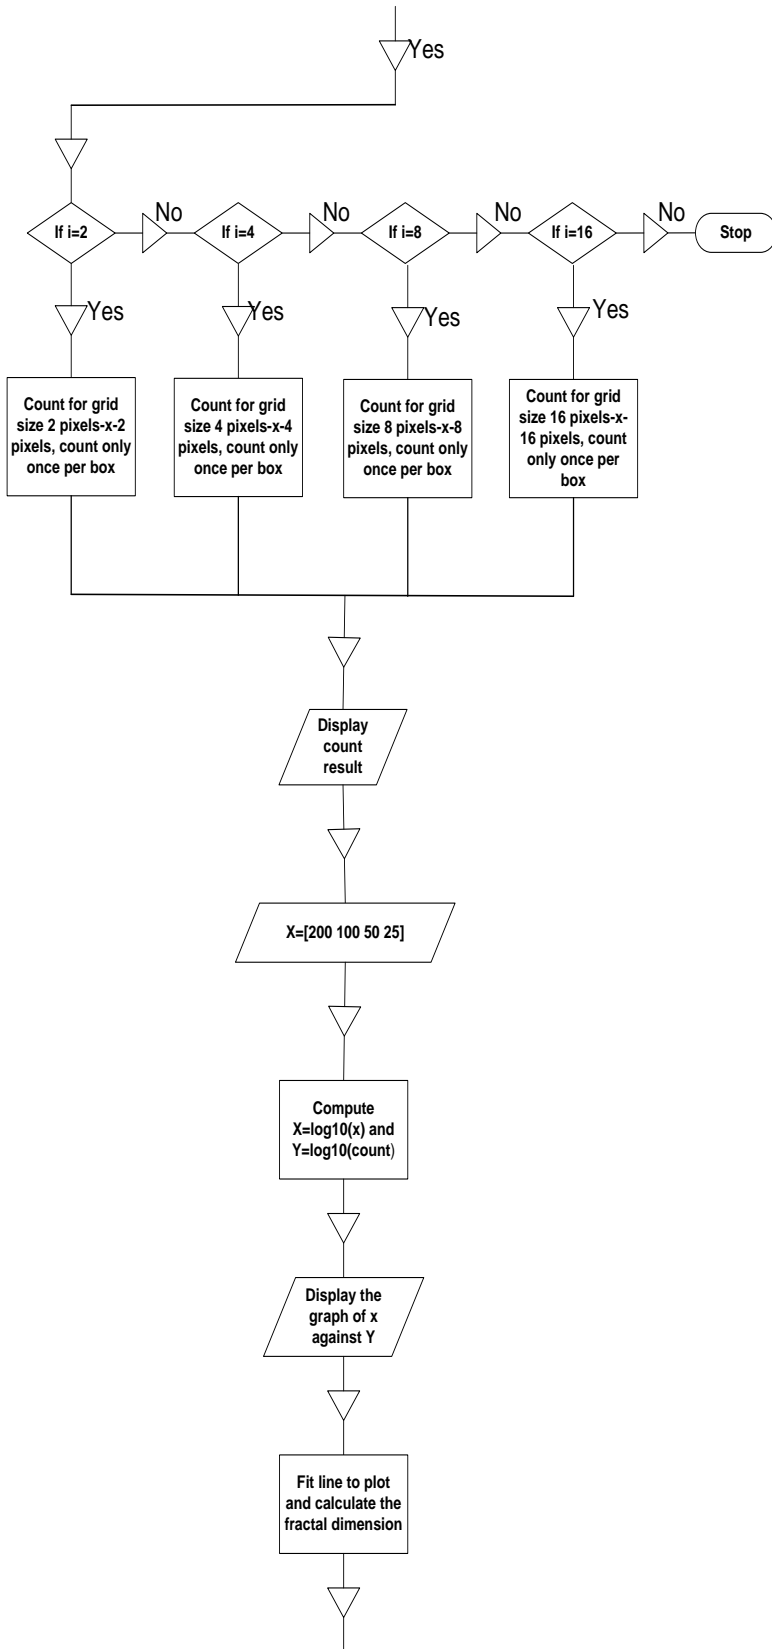 Yes
No
No
No
No
If i=2
If i=4
If i=8
If i=16
Stop
Yes
Yes
Yes
Yes
Count for grid
size 2 pixels-x-2
pixels, count only
once per box
Count for grid
size 4 pixels-x-4
pixels, count only
once per box
Count for grid
size 8 pixels-x-8
pixels, count only
once per box
Count for grid
size 16 pixels-x-
16 pixels, count
only once per
box
Display
count
result
X=[200 100 50 25]
Compute
X=log10(x) and
Y=log10(count)
Display the
graph of x
against Y
Fit line to plot
and calculate the
fractal dimension